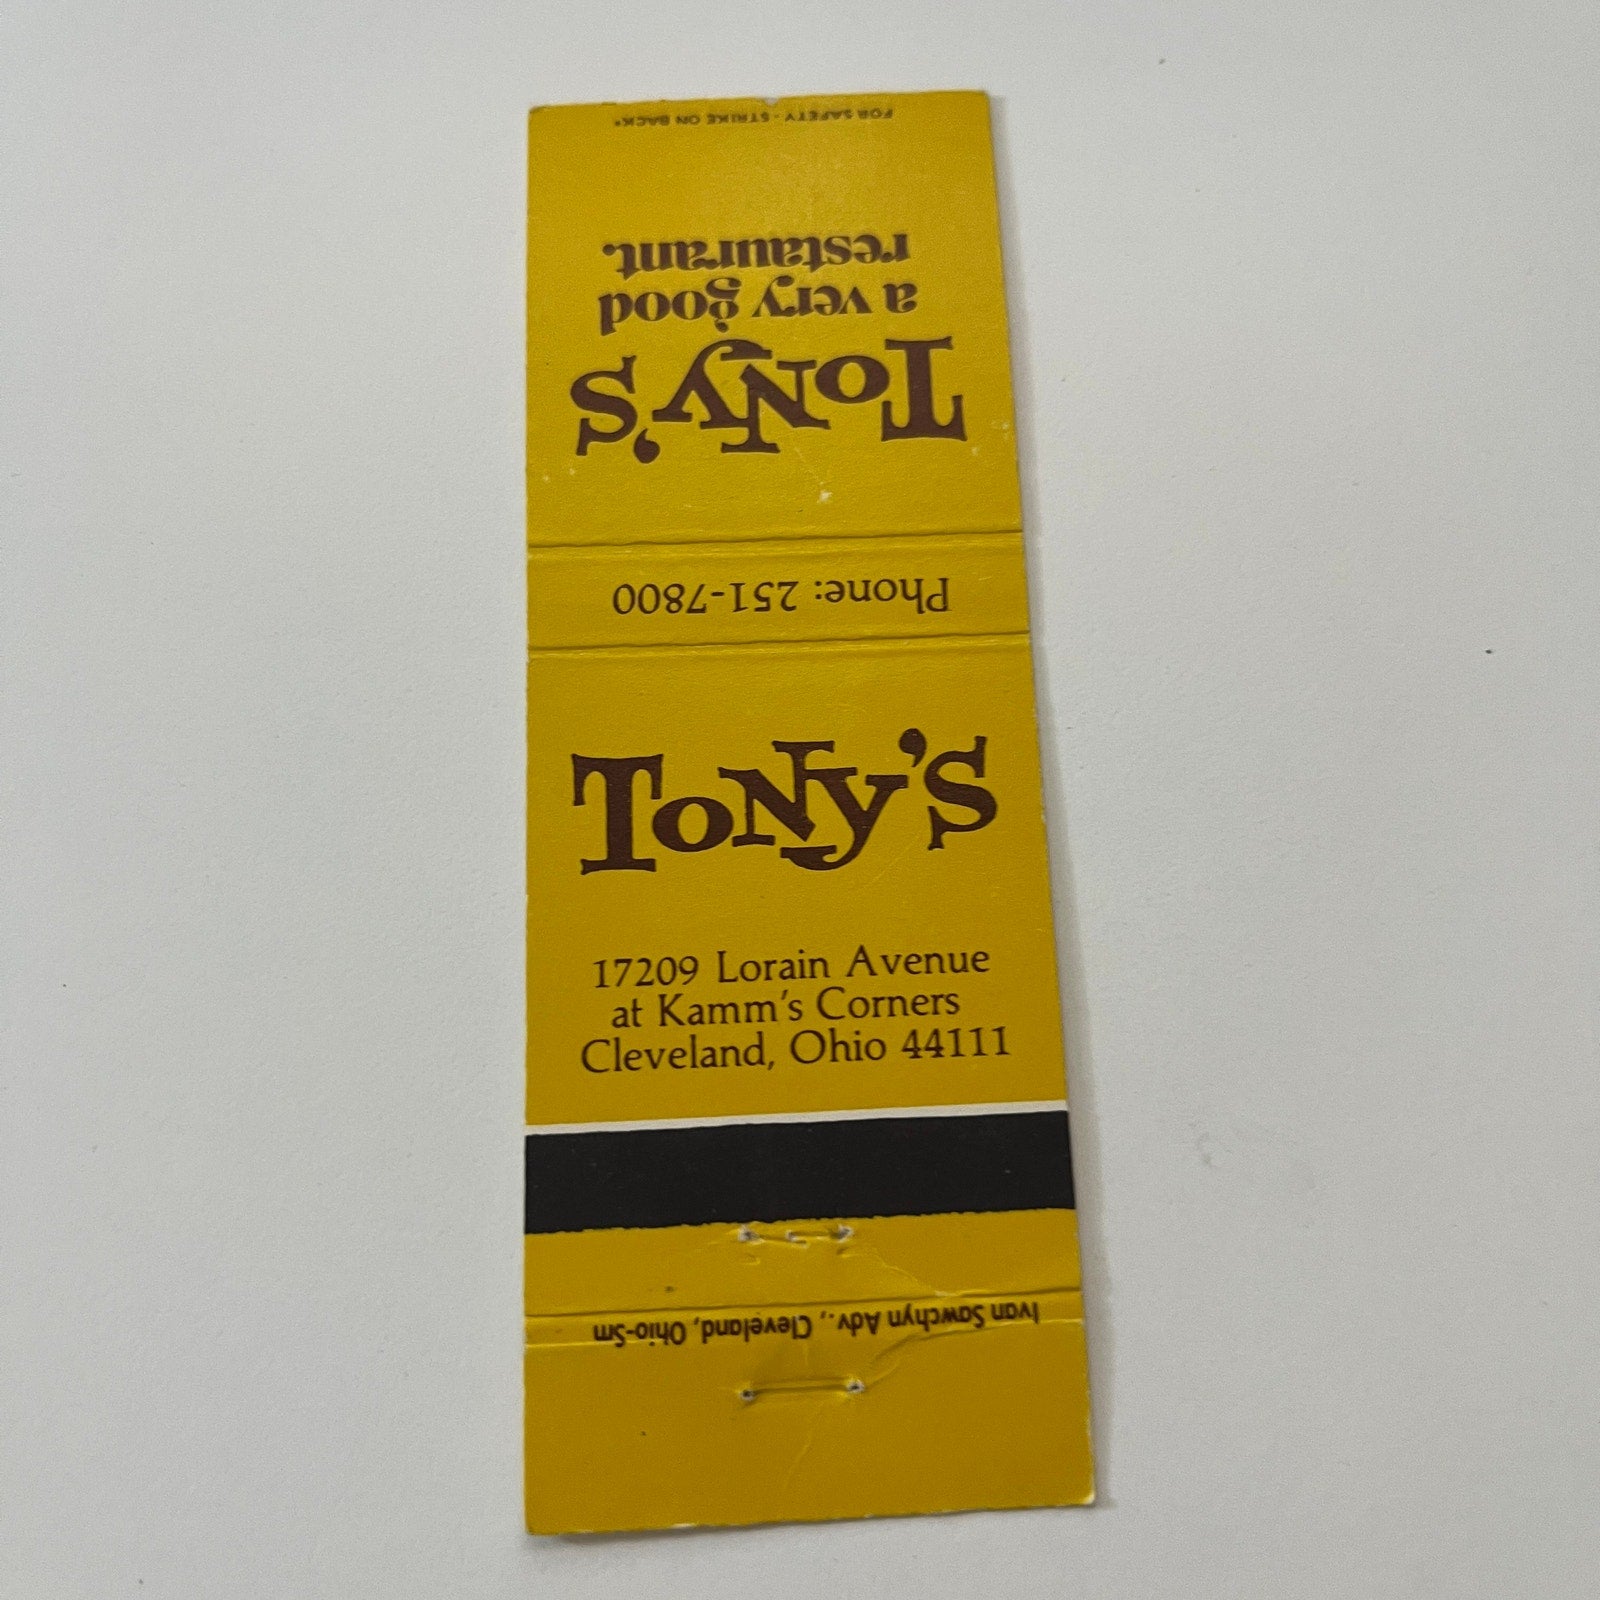 FOR SAFETY - STRIKE ON BACK*
TONY'S
a very good
restaurant.
Phone: 251-7800
TONY'S
17209 Lorain Avenue
at Kamm's Corners
Cleveland, Ohio 44111
Ivan Sawchyn Adv., Cleveland, Ohio-Sm